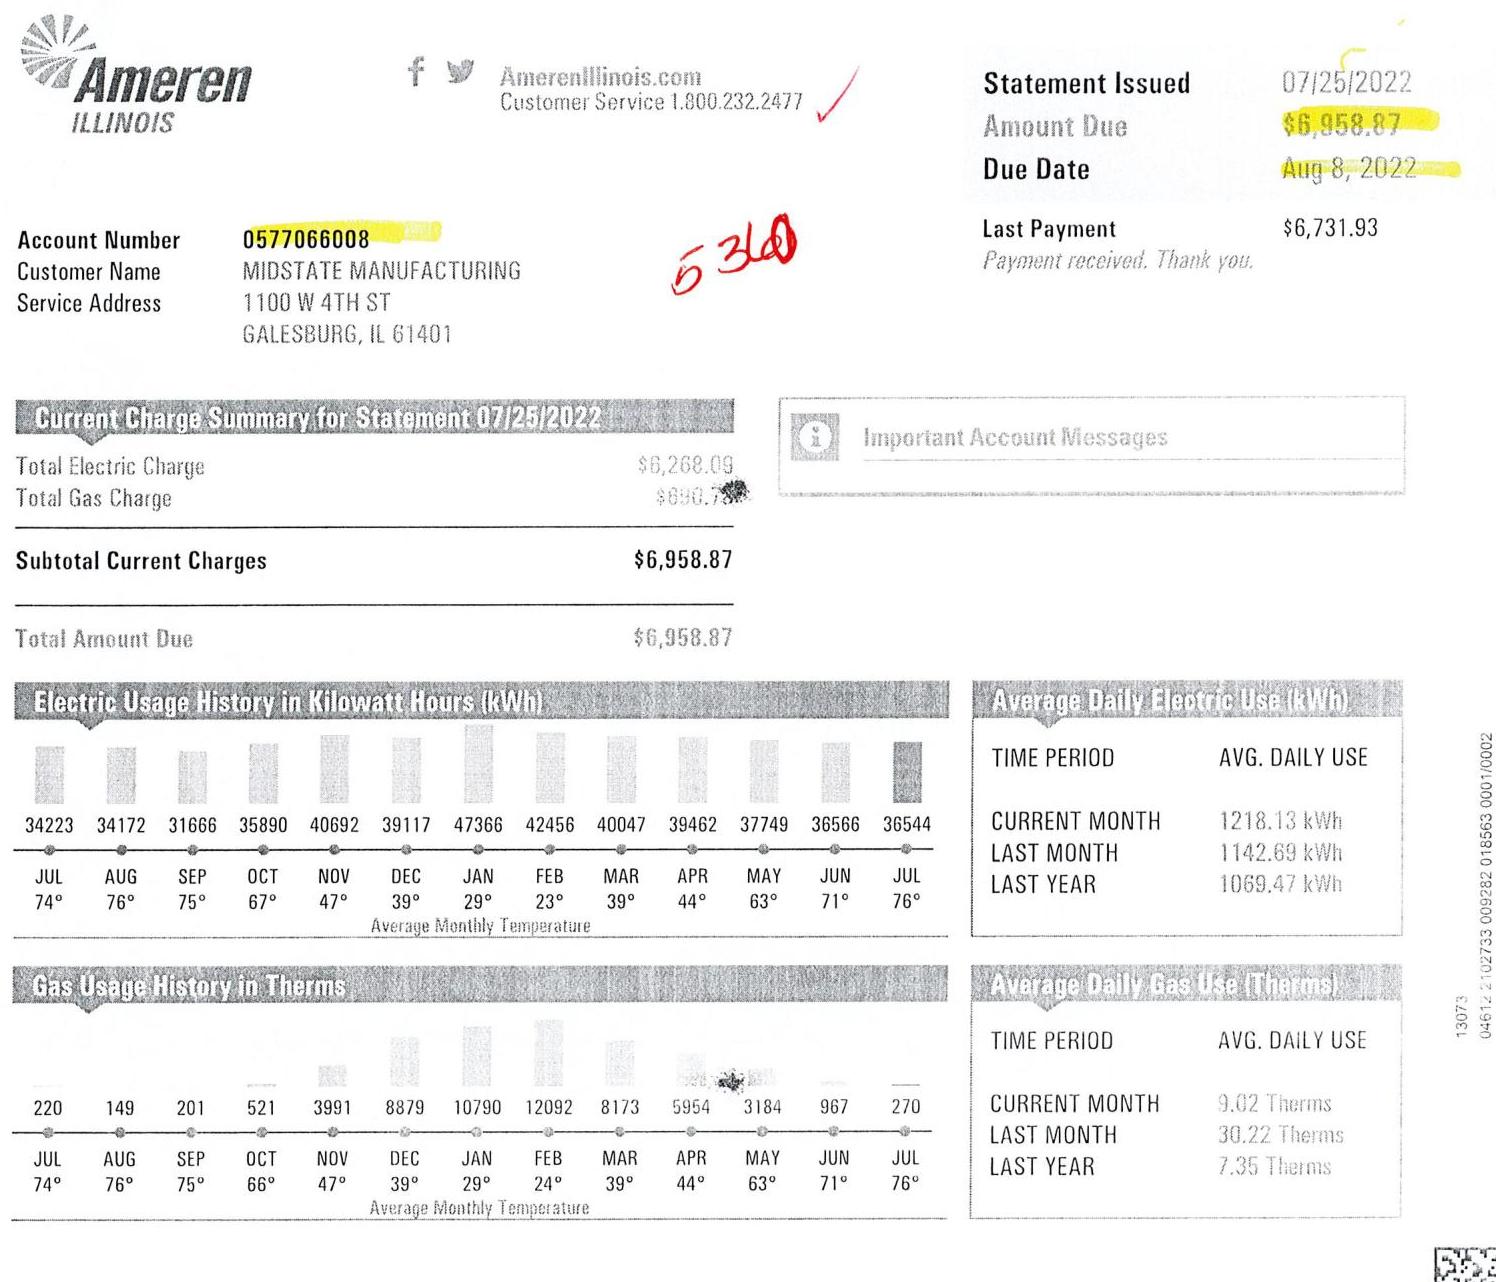 Ameren
ILLINOIS
AmerenIllinois.com
Customer Service 1.800.232.2477
Statement Issued 07/25/2022
Amount Due $6,958.87
Due Date Aug 8, 2022
Last Payment $6,731.93
Payment received. Thank you.
Account Number 0577066008
Customer Name MIDSTATE MANUFACTURING
Service Address 1100 W 4TH ST
GALESBURG, IL 61401
5360
Current Charge Summary for Statement 07/25/2022
Total Electric Charge $6,268.09
Total Gas Charge $690.78
Subtotal Current Charges $6,958.87
Total Amount Due $6,958.87
Important Account Messages
Electric Usage History in Kilowatt Hours (kWh)
34223 34172 31666 35890 40692 39117 47366 42456 40047 39462 37749 36566 36544
JUL AUG SEP OCT NOV DEC JAN FEB MAR APR MAY JUN JUL
74° 76° 75° 67° 47° 39° 29° 23° 39° 44° 63° 71° 76°
Average Monthly Temperature
Average Daily Electric Use (kWh)
TIME PERIOD AVG. DAILY USE
CURRENT MONTH 1218.13 kWh
LAST MONTH 1142.69 kWh
LAST YEAR 1069.47 kWh
Gas Usage History in Therms
220 149 201 521 3991 8879 10790 12092 8173 5954 3184 967 270
JUL AUG SEP OCT NOV DEC JAN FEB MAR APR MAY JUN JUL
74° 76° 75° 66° 47° 39° 29° 24° 39° 44° 63° 71° 76°
Average Monthly Temperature
Average Daily Gas Use (Therms)
TIME PERIOD AVG. DAILY USE
CURRENT MONTH 9.02 Therms
LAST MONTH 30.22 Therms
LAST YEAR 7.35 Therms
13073
04612 2102733 009282 018563 0001/0002